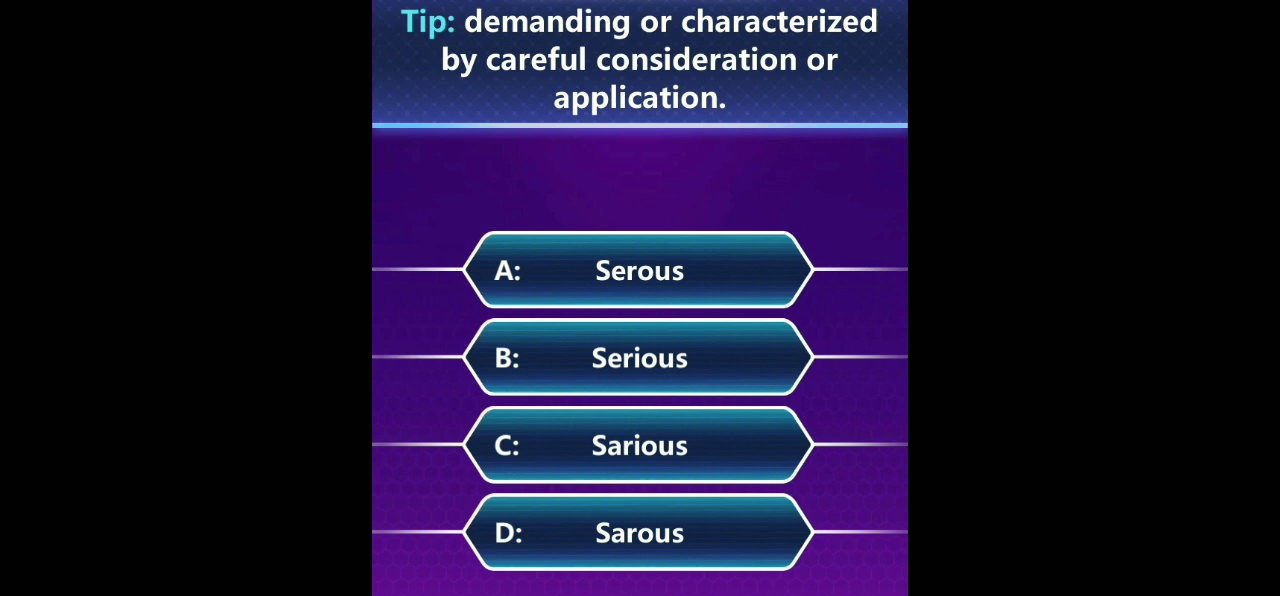 Tip: demanding or characterized
by careful consideration or
application.
A: Serous
B: Serious
C: Sarious
D: Sarous